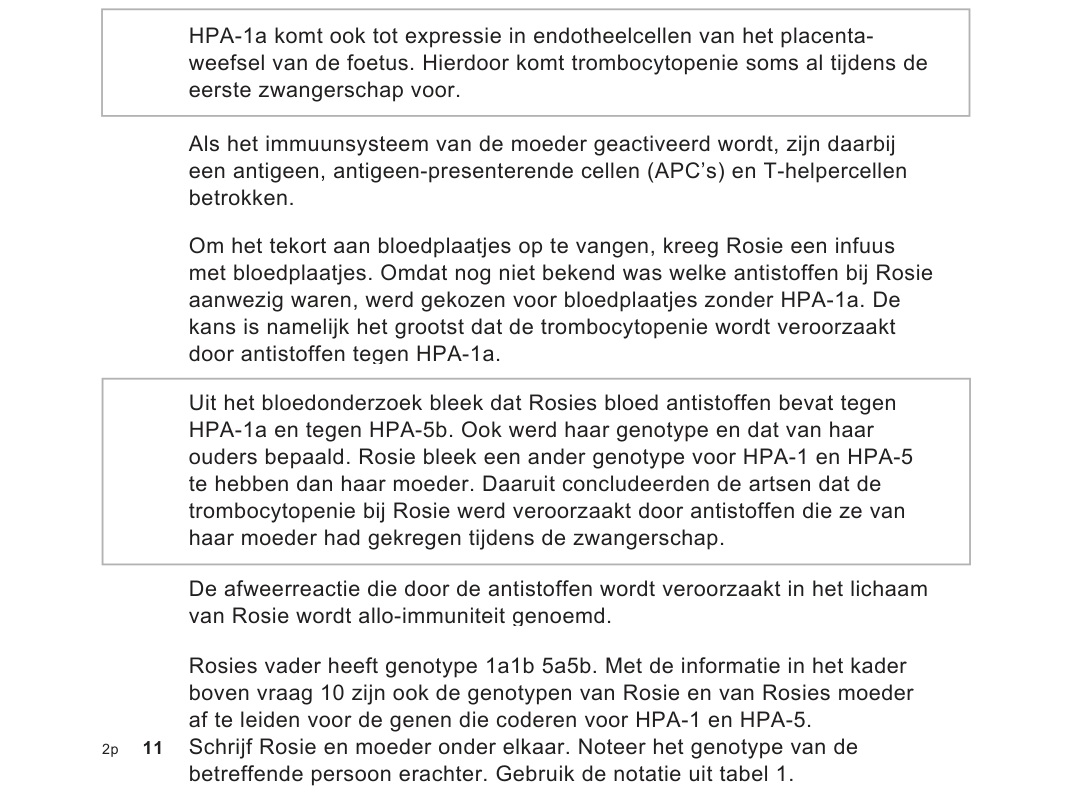 HPA-1a komt ook tot expressie in endotheelcellen van het placenta-
weefsel van de foetus. Hierdoor komt trombocytopenie soms al tijdens de
eerste zwangerschap voor.
Als het immuunsysteem van de moeder geactiveerd wordt, zijn daarbij
een antigeen, antigeen-presenterende cellen (APC’s) en T-helpercellen
betrokken.
Om het tekort aan bloedplaatjes op te vangen, kreeg Rosie een infuus
met bloedplaatjes. Omdat nog niet bekend was welke antistoffen bij Rosie
aanwezig waren, werd gekozen voor bloedplaatjes zonder HPA-1a. De
kans is namelijk het grootst dat de trombocytopenie wordt veroorzaakt
door antistoffen tegen HPA-1a.
Uit het bloedonderzoek bleek dat Rosies bloed antistoffen bevat tegen
HPA-1a en tegen HPA-5b. Ook werd haar genotype en dat van haar
ouders bepaald. Rosie bleek een ander genotype voor HPA-1 en HPA-5
te hebben dan haar moeder. Daaruit concludeerden de artsen dat de
trombocytopenie bij Rosie werd veroorzaakt door antistoffen die ze van
haar moeder had gekregen tijdens de zwangerschap.
De afweerreactie die door de antistoffen wordt veroorzaakt in het lichaam
van Rosie wordt allo-immuniteit genoemd.
Rosies vader heeft genotype 1a1b 5a5b. Met de informatie in het kader
boven vraag 10 zijn ook de genotypen van Rosie en van Rosies moeder
af te leiden voor de genen die coderen voor HPA-1 en HPA-5.
2p 11 Schrijf Rosie en moeder onder elkaar. Noteer het genotype van de
betreffende persoon erachter. Gebruik de notatie uit tabel 1.